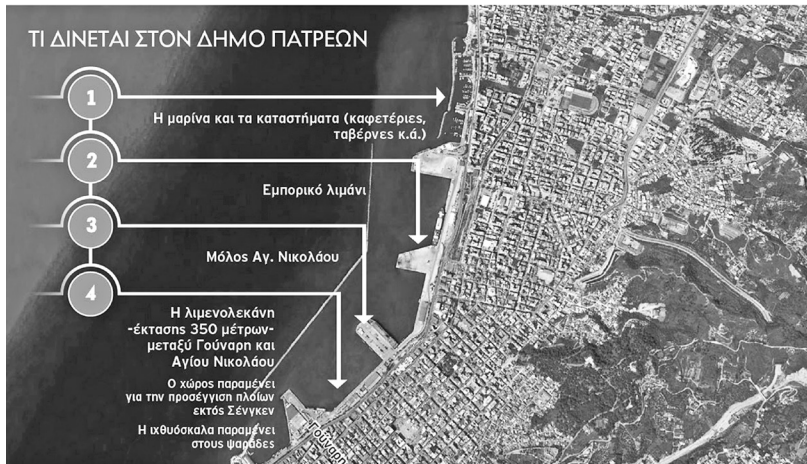 ΤΙ ΔΙΝΕΤΑΙ ΣΤΟΝ ΔΗΜΟ ΠΑΤΡΕΩΝ
1
Η μαρίνα και τα καταστήματα (καφετέριες,
ταβέρνες κ.ά.)
2
Εμπορικό λιμάνι
3
Μόλος Αγ. Νικολάου
4
Η λιμενολεκάνη
-έκτασης 350 μέτρων-
μεταξύ Γούναρη και
Αγίου Νικολάου
Ο χώρος παραμένει
για την προσέγγιση πλοίων
εκτός Σένγκεν
Η ιχθυόσκαλα παραμένει
στους ψαράδες
Γούναρη